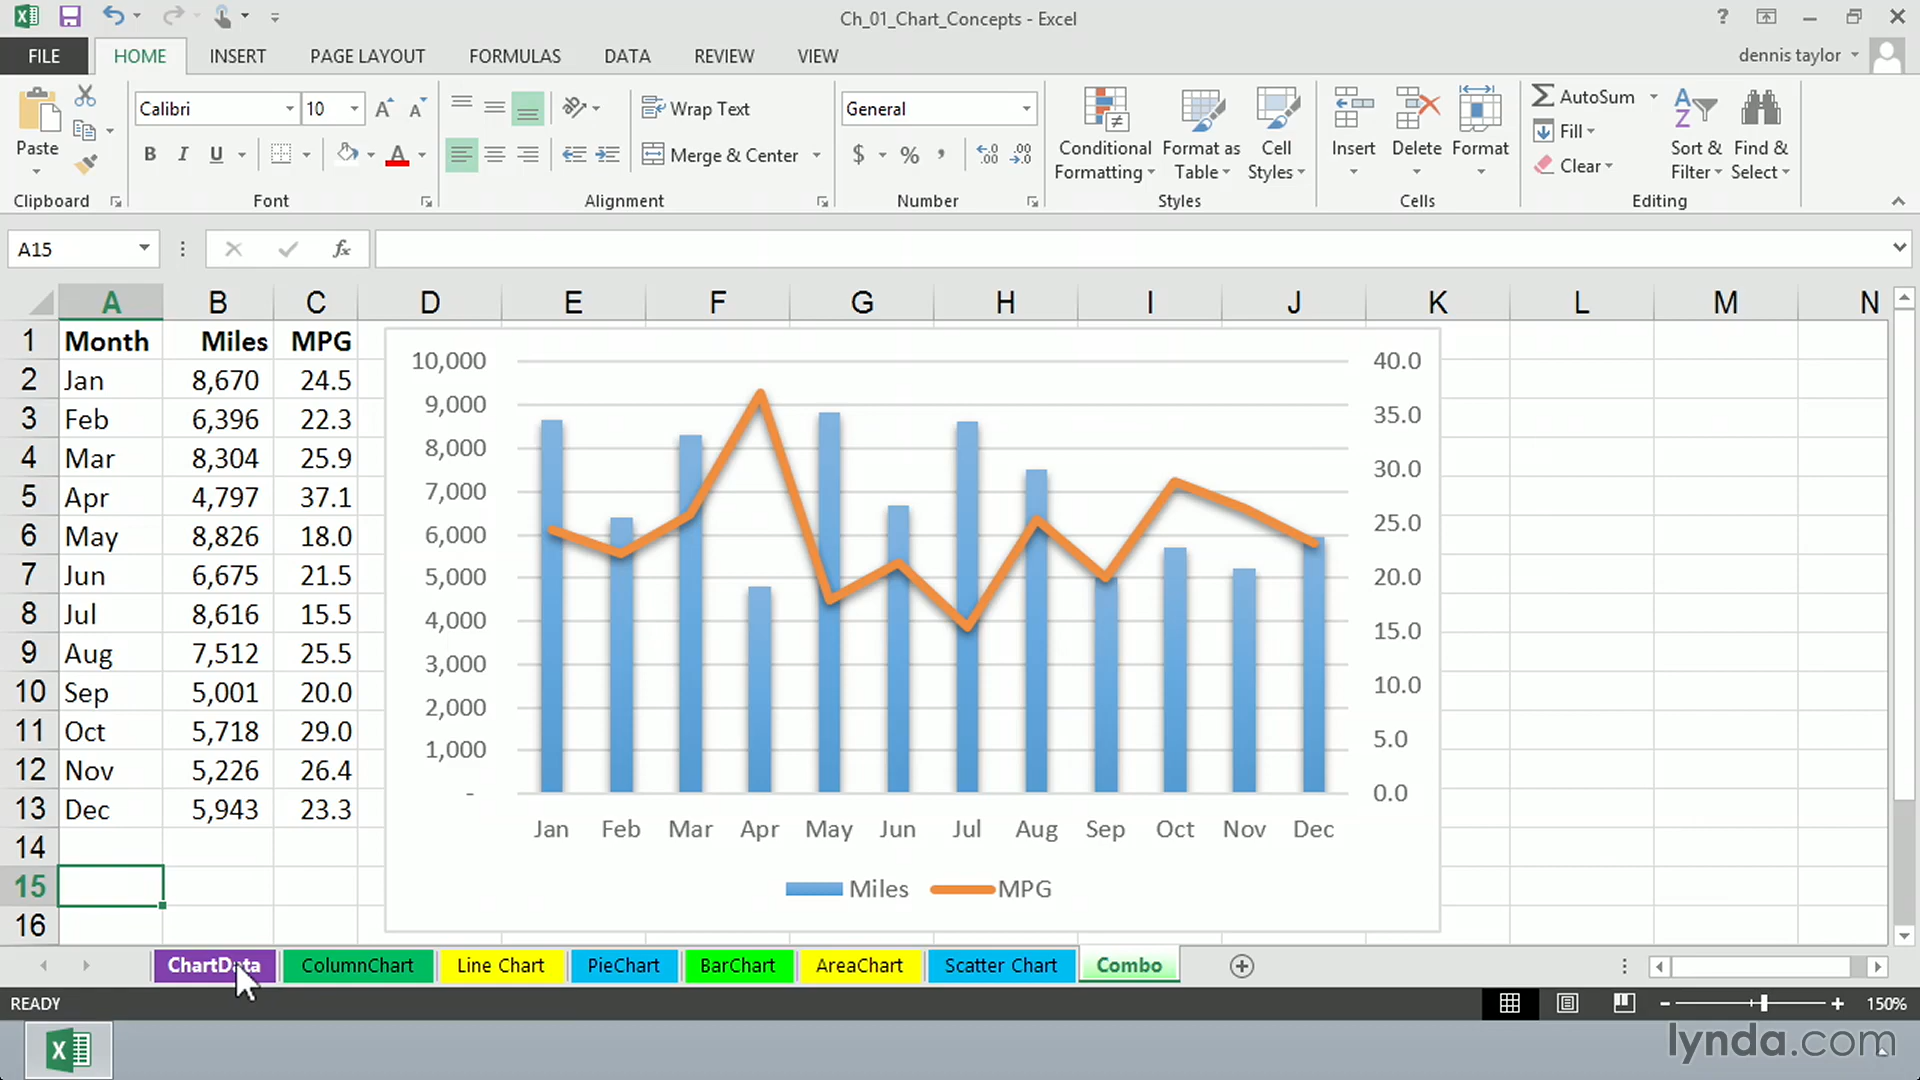 Ch_01_Chart_Concepts - Excel
?
FILE HOME INSERT PAGE LAYOUT FORMULAS DATA REVIEW VIEW dennis taylor
Calibri 10 Wrap Text General AutoSum
Fill
Clear
Paste B I U Merge & Center $ % , Conditional Formatting Format as Table Cell Styles Insert Delete Format Sort & Filter Find & Select
Clipboard Font Alignment Number Styles Cells Editing
A15 fx
A B C D E F G H I J K L M N
1 Month Miles MPG
2 Jan 8,670 24.5
3 Feb 6,396 22.3
4 Mar 8,304 25.9
5 Apr 4,797 37.1
6 May 8,826 18.0
7 Jun 6,675 21.5
8 Jul 8,616 15.5
9 Aug 7,512 25.5
10 Sep 5,001 20.0
11 Oct 5,718 29.0
12 Nov 5,226 26.4
13 Dec 5,943 23.3
14
15
16
10,000 40.0
9,000 35.0
8,000 30.0
7,000
6,000 25.0
5,000 20.0
4,000 15.0
3,000 10.0
2,000
1,000 5.0
- 0.0
Jan Feb Mar Apr May Jun Jul Aug Sep Oct Nov Dec
Miles MPG
ChartData ColumnChart Line Chart PieChart BarChart AreaChart Scatter Chart Combo
READY 150%
lynda.com